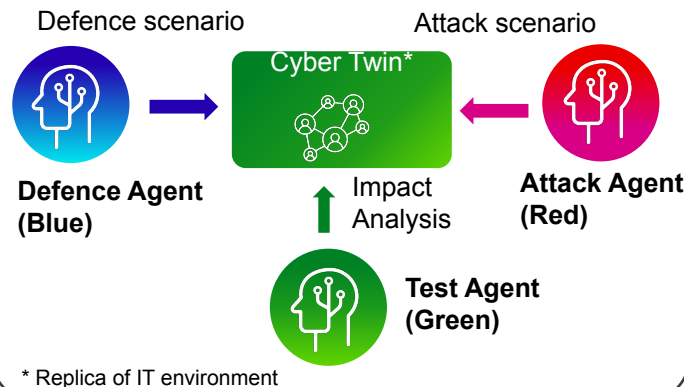 Defence scenario
Attack scenario
Cyber Twin*
Defence Agent
(Blue)
Impact
Analysis
Attack Agent
(Red)
Test Agent
(Green)
* Replica of IT environment